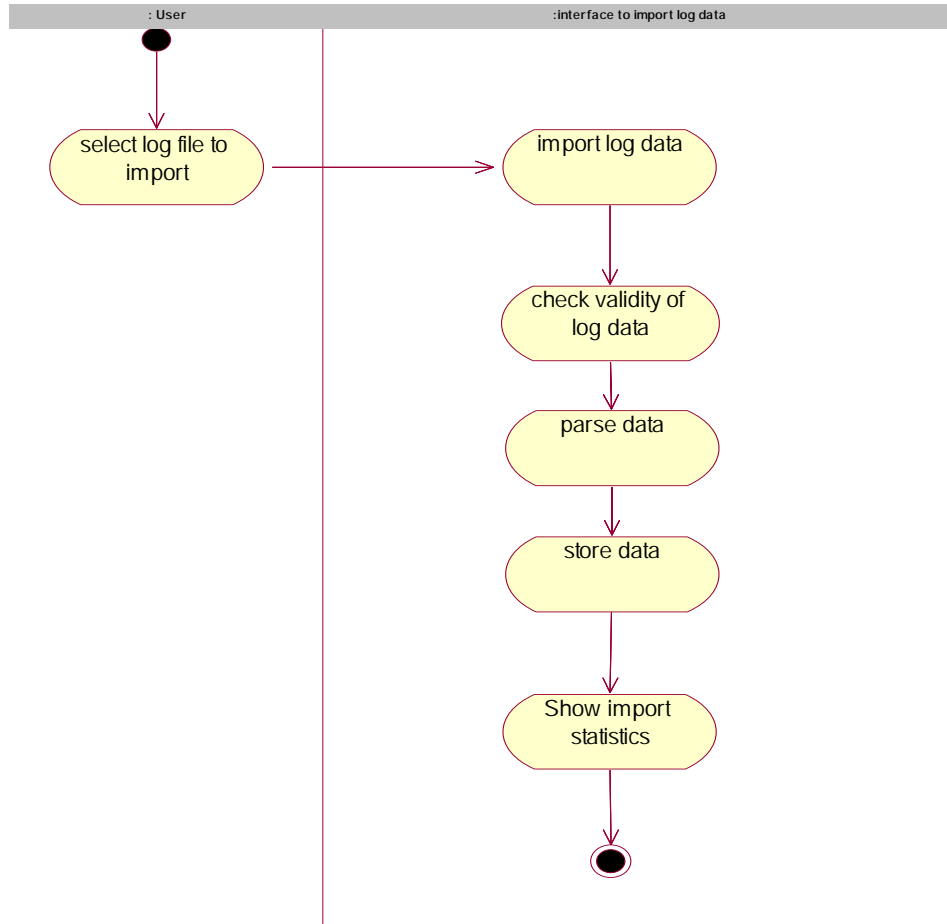 : User
:interface to import log data
select log file to
import
import log data
check validity of
log data
parse data
store data
Show import
statistics